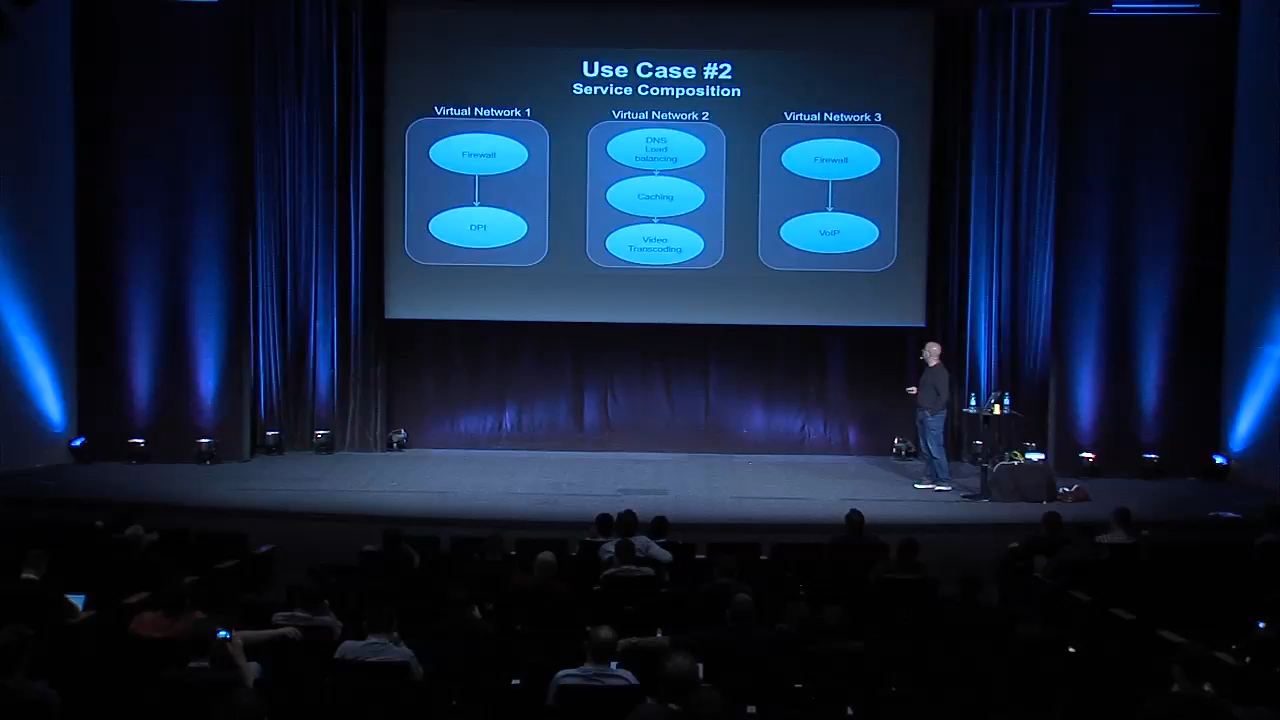 Use Case #2
Service Composition
Virtual Network 1
Firewall
DPI
Virtual Network 2
DNS
Load
balancing
Caching
Video
Transcoding
Virtual Network 3
Firewall
VoIP